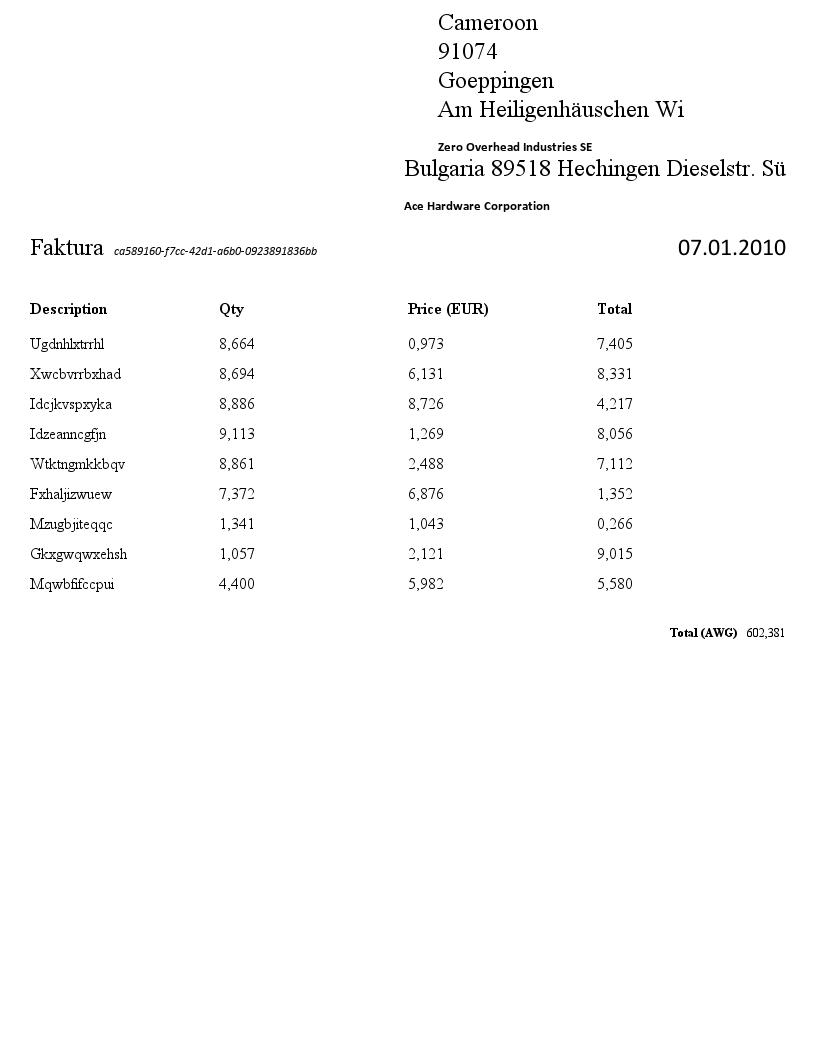 Cameroon
91074
Goeppingen
Am Heiligenhäuschen Wi
Zero Overhead Industries SE
Bulgaria 89518 Hechingen Dieselstr. Sü
Ace Hardware Corporation
Faktura ca589160-f7cc-42d1-a6b0-0923891836bb 07.01.2010
Description Qty Price (EUR) Total
Ugdnhlxtrrhl 8,664 0,973 7,405
Xwcbvrrbxhad 8,694 6,131 8,331
Idcjkvspxyka 8,886 8,726 4,217
Idzeanncgfjn 9,113 1,269 8,056
Wtktngmkkbqv 8,861 2,488 7,112
Fxhaljizwuew 7,372 6,876 1,352
Mzugbjiteqqc 1,341 1,043 0,266
Gkxgwqwxehsh 1,057 2,121 9,015
Mqwbfifccpui 4,400 5,982 5,580
Total (AWG) 602,381